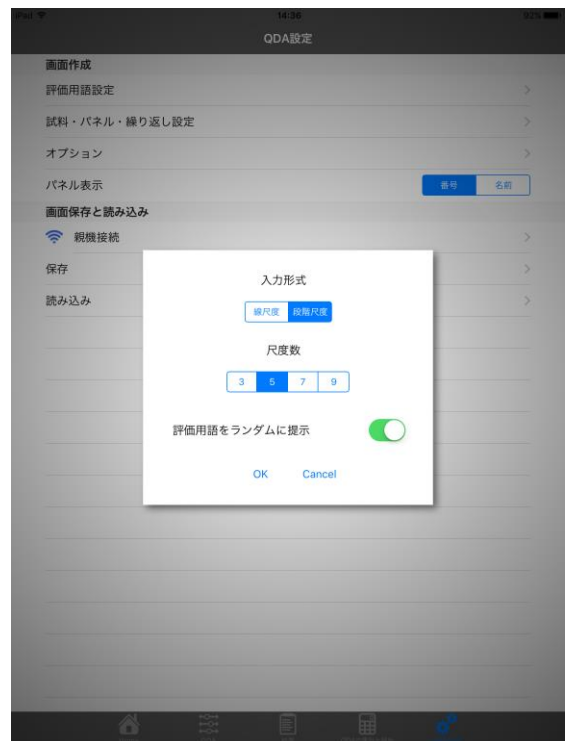 iPad 14:36 92%
QDA設定
画面作成
評価用語設定
試料・パネル・繰り返し設定
オプション
パネル表示 番号 名前
画面保存と読み込み
親機接続
保存
読み込み
入力形式
線尺度 段階尺度
尺度数
3 5 7 9
評価用語をランダムに提示
OK Cancel